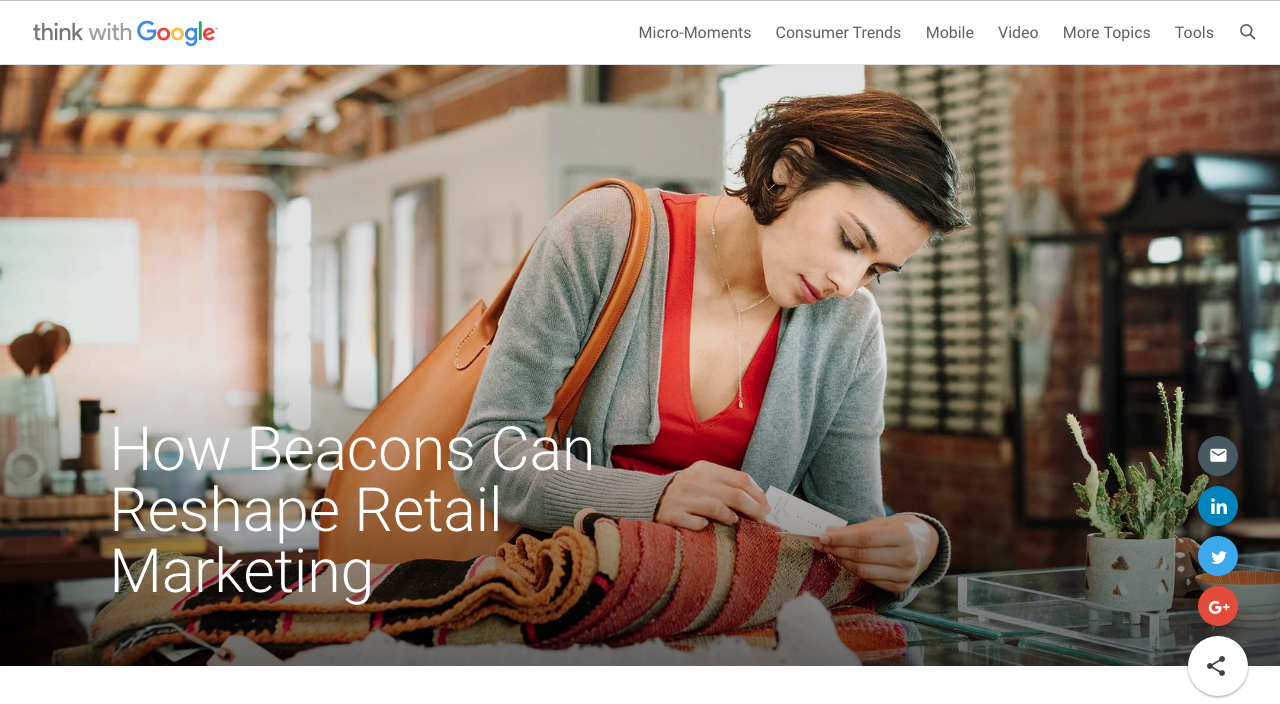 think with Google
Micro-Moments
Consumer Trends
Mobile
Video
More Topics
Tools
How Beacons Can
Reshape Retail
Marketing
in
G+